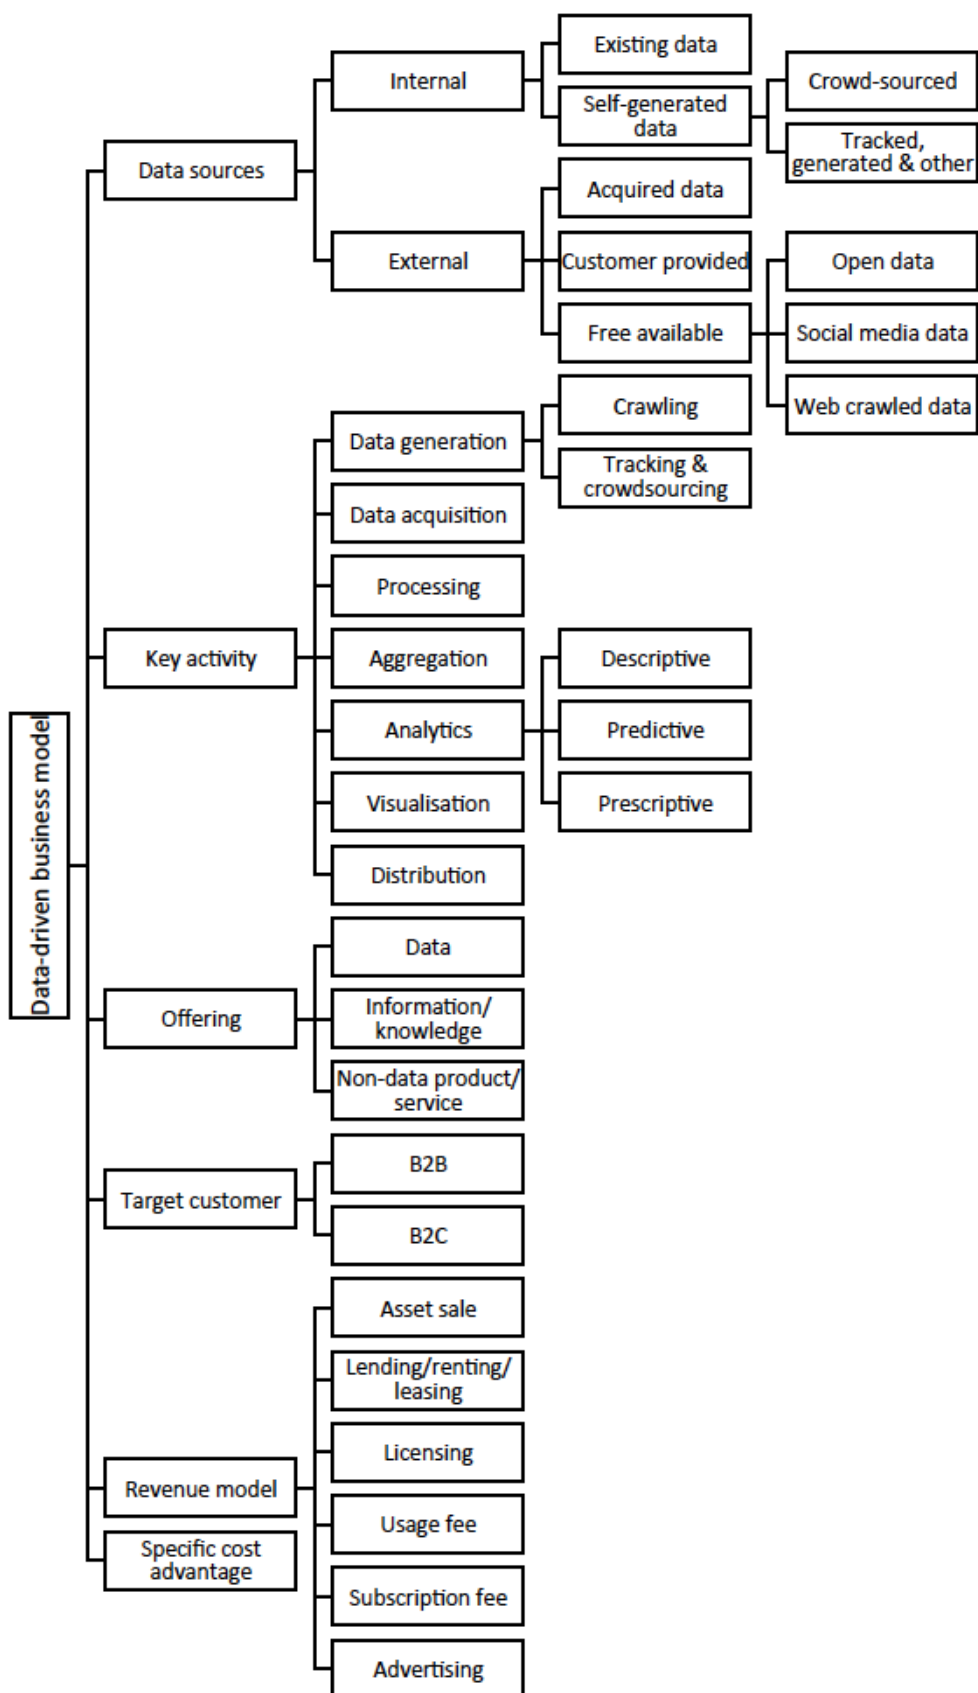 Data-driven business model
Data sources
Internal
Existing data
Self-generated
data
Crowd-sourced
Tracked,
generated & other
External
Acquired data
Customer provided
Free available
Open data
Social media data
Web crawled data
Key activity
Data generation
Crawling
Tracking &
crowdsourcing
Data acquisition
Processing
Aggregation
Analytics
Descriptive
Predictive
Prescriptive
Visualisation
Distribution
Offering
Data
Information/
knowledge
Non-data product/
service
Target customer
B2B
B2C
Revenue model
Asset sale
Lending/renting/
leasing
Licensing
Usage fee
Subscription fee
Advertising
Specific cost
advantage